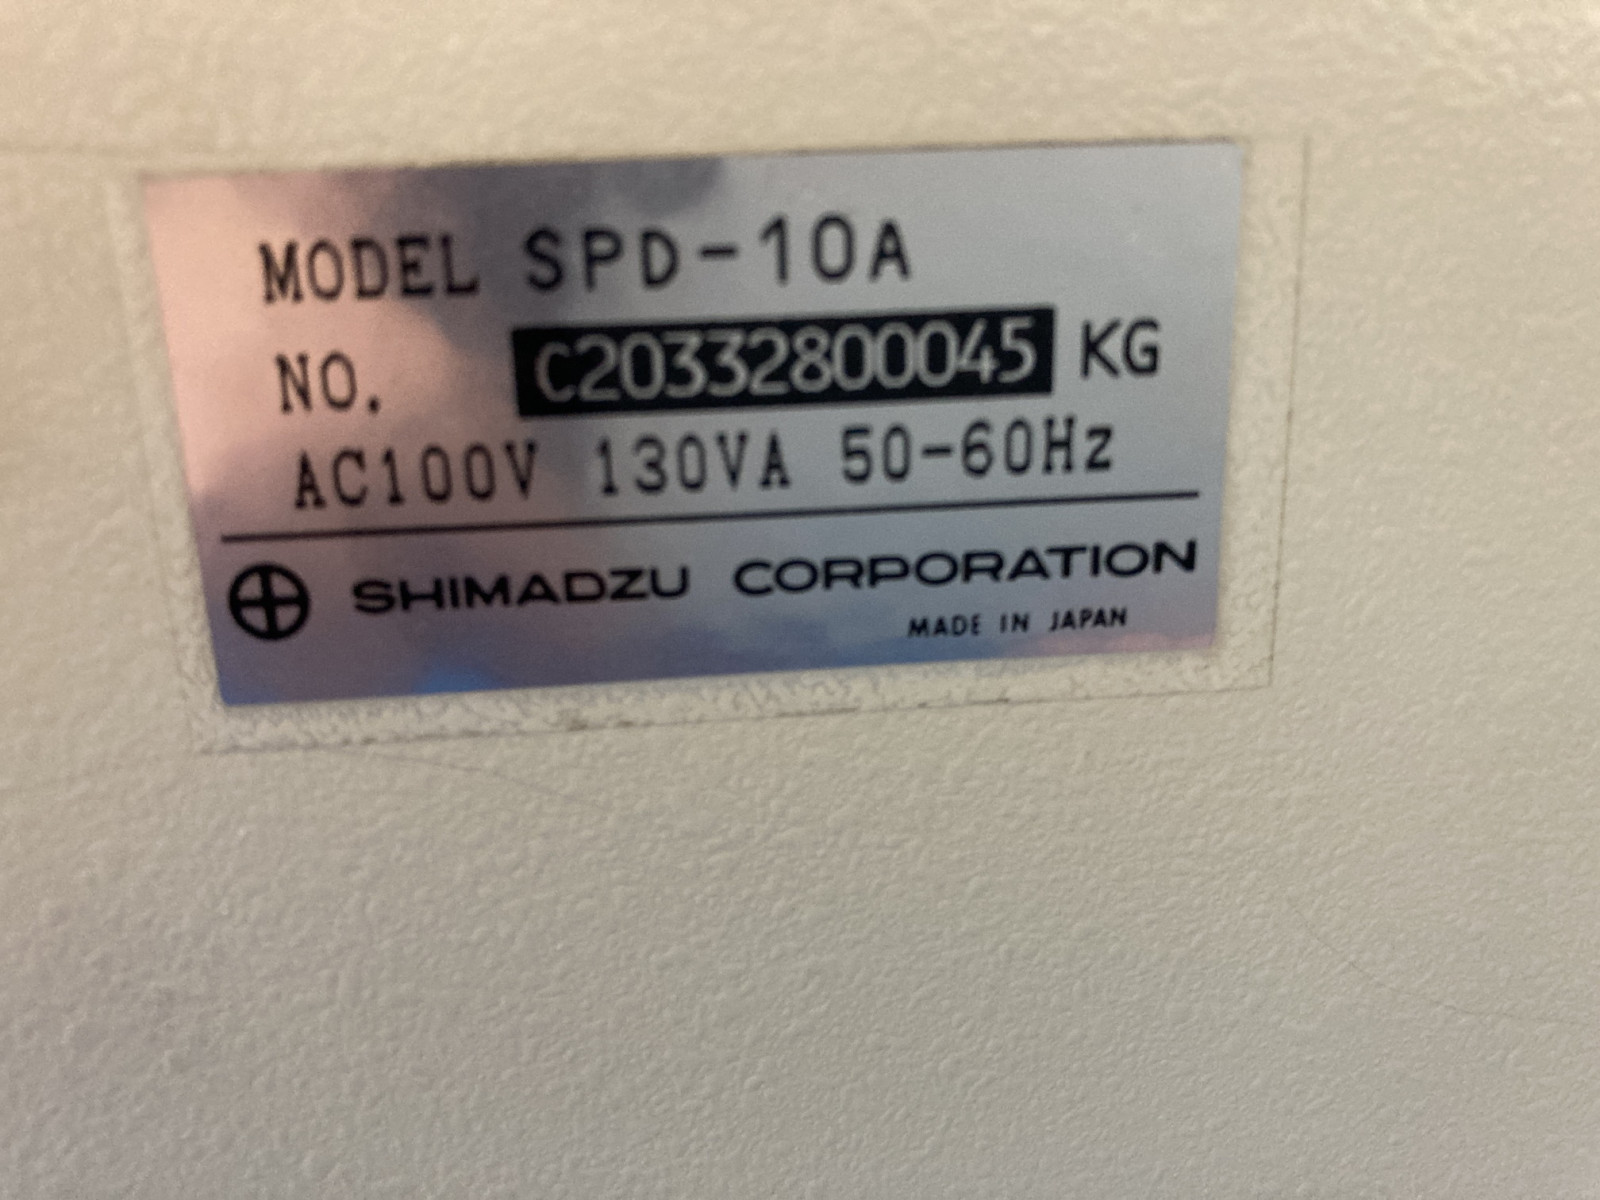 MODEL SPD-10A
NO. C20332800045 KG
AC100V 130VA 50-60Hz
SHIMADZU CORPORATION
MADE IN JAPAN